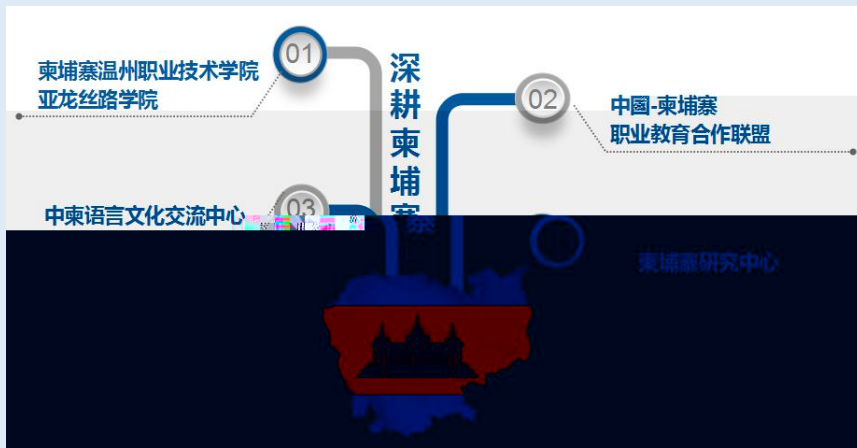 01
柬埔寨温州职业技术学院
亚龙丝路学院
深耕柬埔寨
02
中國-柬埔寨
职业教育合作联盟
03
中柬语言文化交流中心
柬埔寨研究中心